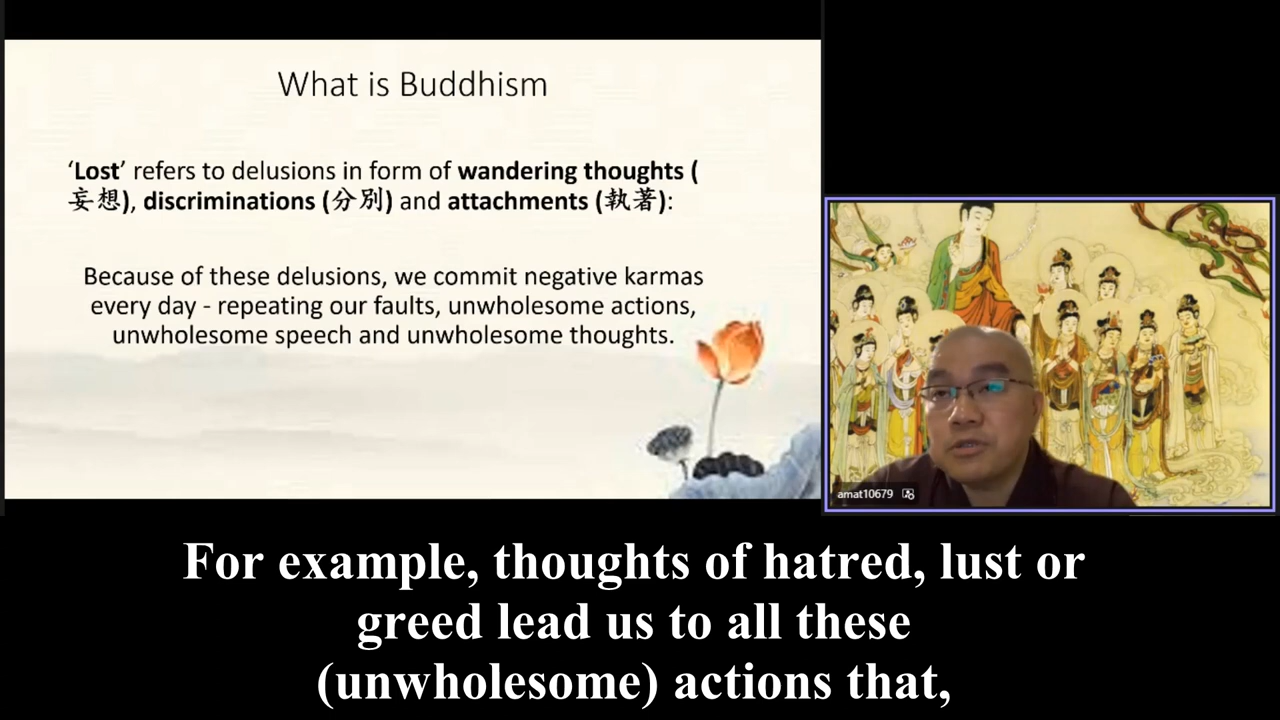 What is Buddhism
‘Lost’ refers to delusions in form of wandering thoughts (
妄想), discriminations (分別) and attachments (執著):
Because of these delusions, we commit negative karmas
every day - repeating our faults, unwholesome actions,
unwholesome speech and unwholesome thoughts.
amat10679
For example, thoughts of hatred, lust or
greed lead us to all these
(unwholesome) actions that,